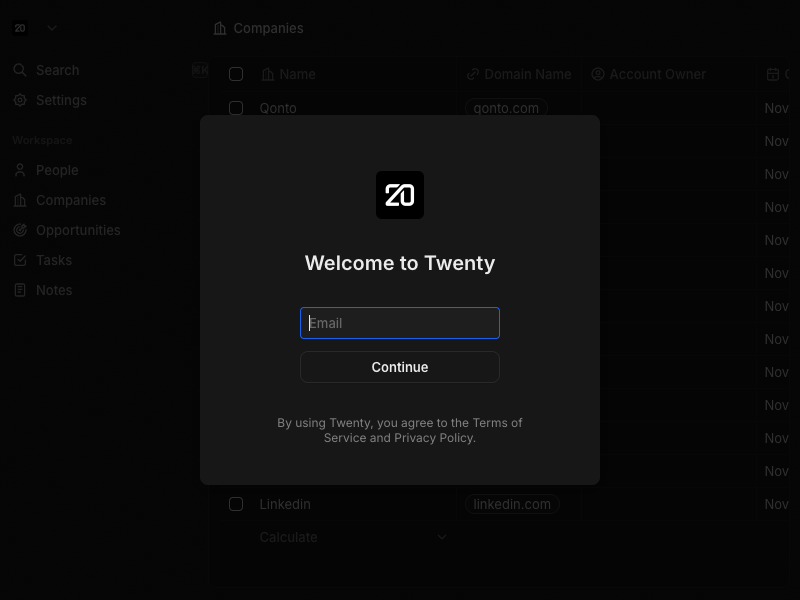 20
Companies
Search
⌘K
Settings
Workspace
People
Companies
Opportunities
Tasks
Notes
Name
Domain Name
Account Owner
Qonto
qonto.com
Nov
Nov
Nov
Nov
Nov
Nov
Nov
Nov
Nov
Nov
Nov
Nov
20
Welcome to Twenty
Email
Continue
By using Twenty, you agree to the Terms of
Service and Privacy Policy.
Linkedin
linkedin.com
Nov
Calculate